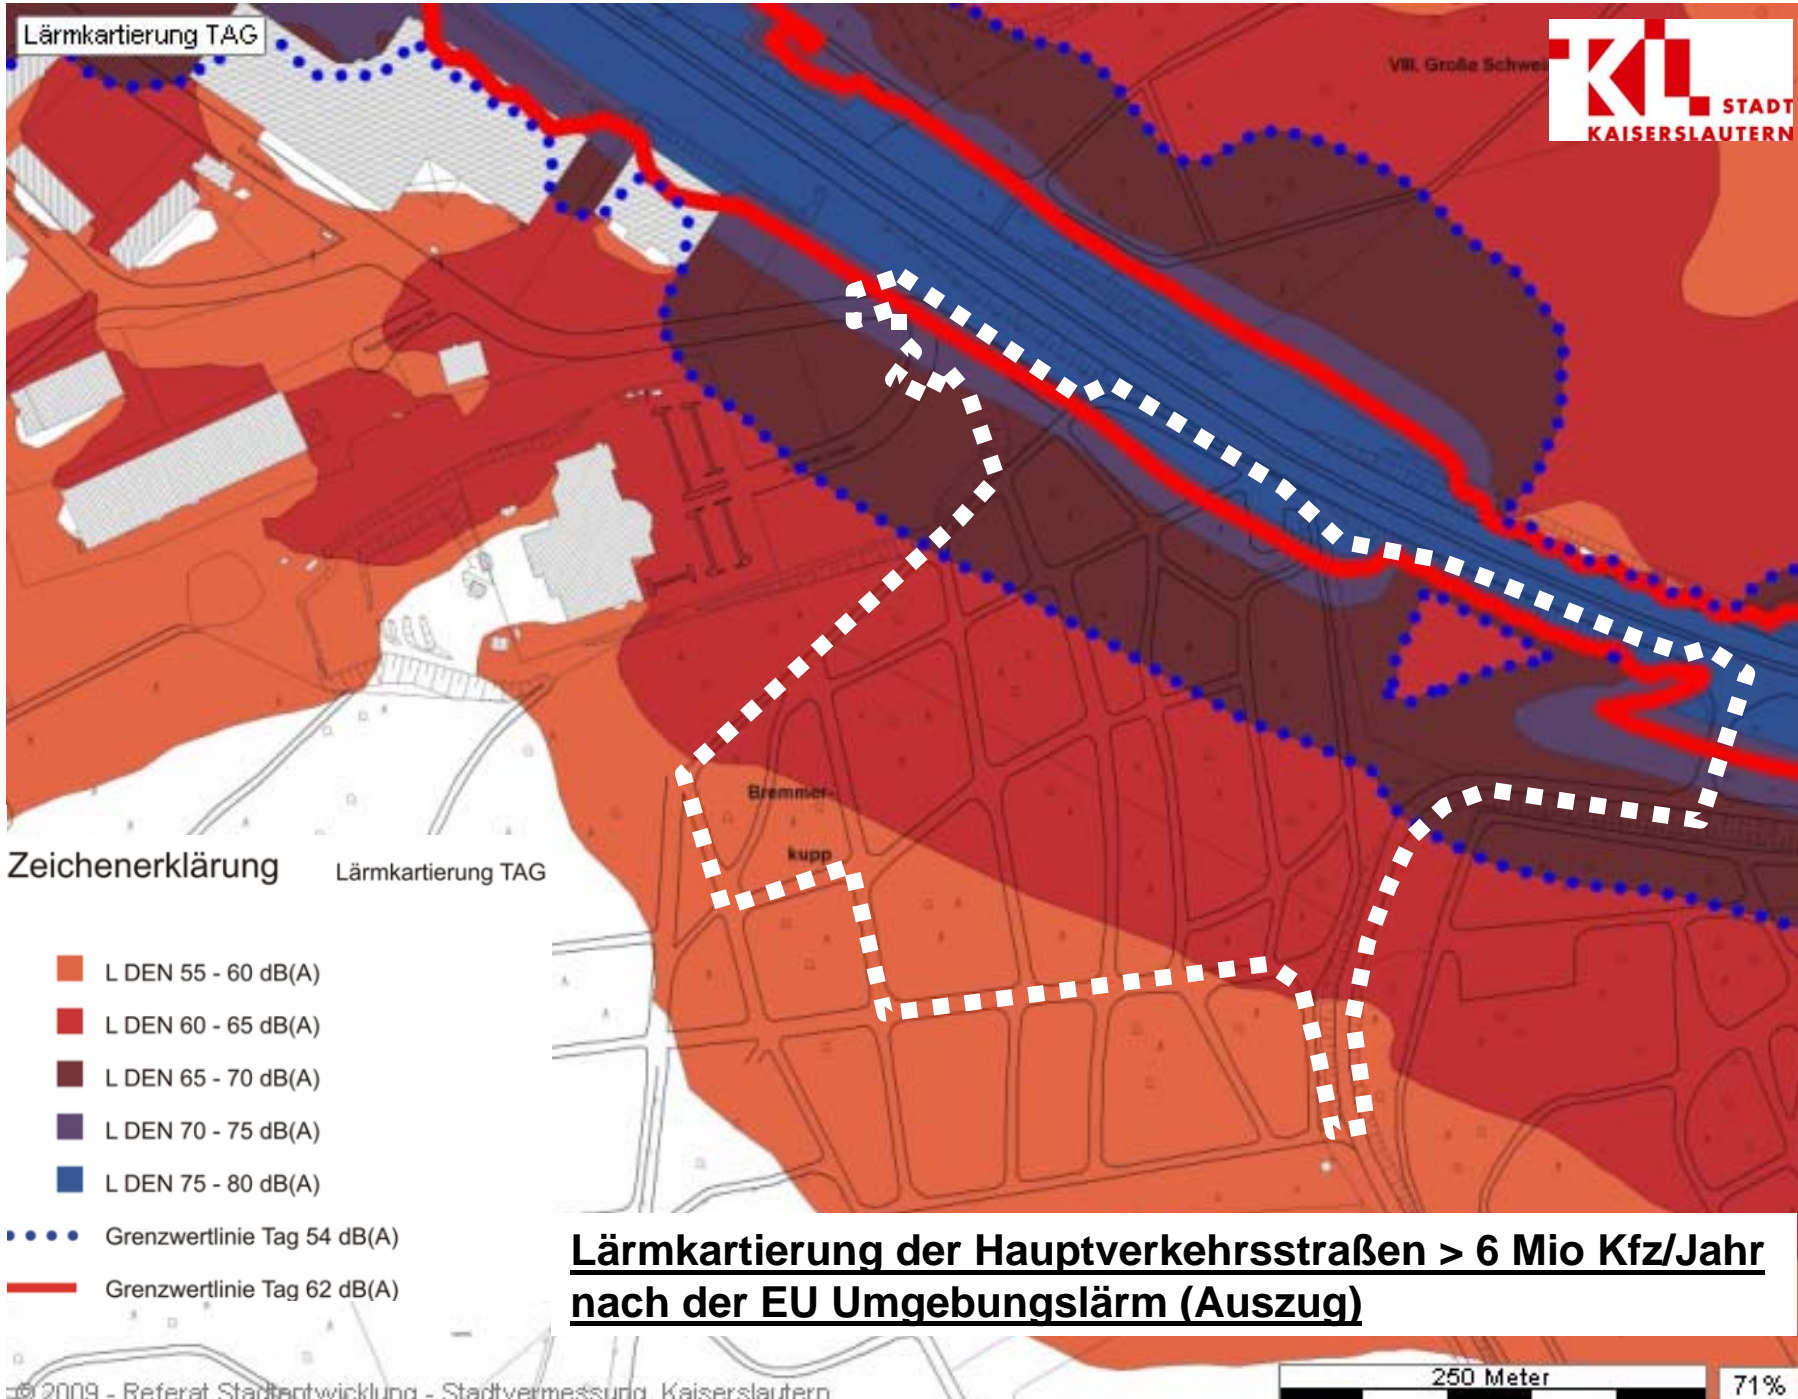 Lärmkartierung TAG
VIII. Große Schwei
STADT
KAISERSLAUTERN
Bremmer-
kupp
Zeichenerklärung Lärmkartierung TAG
L DEN 55 - 60 dB(A)
L DEN 60 - 65 dB(A)
L DEN 65 - 70 dB(A)
L DEN 70 - 75 dB(A)
L DEN 75 - 80 dB(A)
Grenzwertlinie Tag 54 dB(A)
Grenzwertlinie Tag 62 dB(A)
Lärmkartierung der Hauptverkehrsstraßen > 6 Mio Kfz/Jahr
nach der EU Umgebungslärm (Auszug)
250 Meter
71%
© 2009 - Referat Stadtentwicklung - Stadtvermessung Kaiserslautern